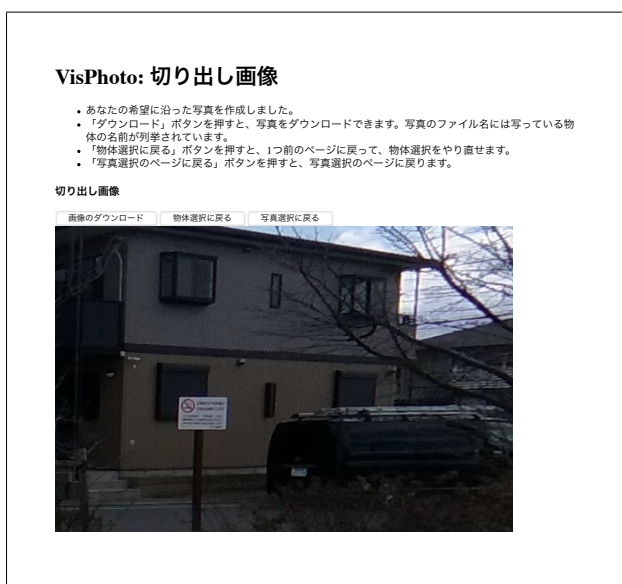 VisPhoto: 切り出し画像
• あなたの希望に沿った写真を作成しました。
• 「ダウンロード」ボタンを押すと、写真をダウンロードできます。写真のファイル名には写っている物
体の名前が列挙されています。
• 「物体選択に戻る」ボタンを押すと、1つ前のページに戻って、物体選択をやり直せます。
• 「写真選択のページに戻る」ボタンを押すと、写真選択のページに戻ります。
切り出し画像
画像のダウンロード 物体選択に戻る 写真選択に戻る